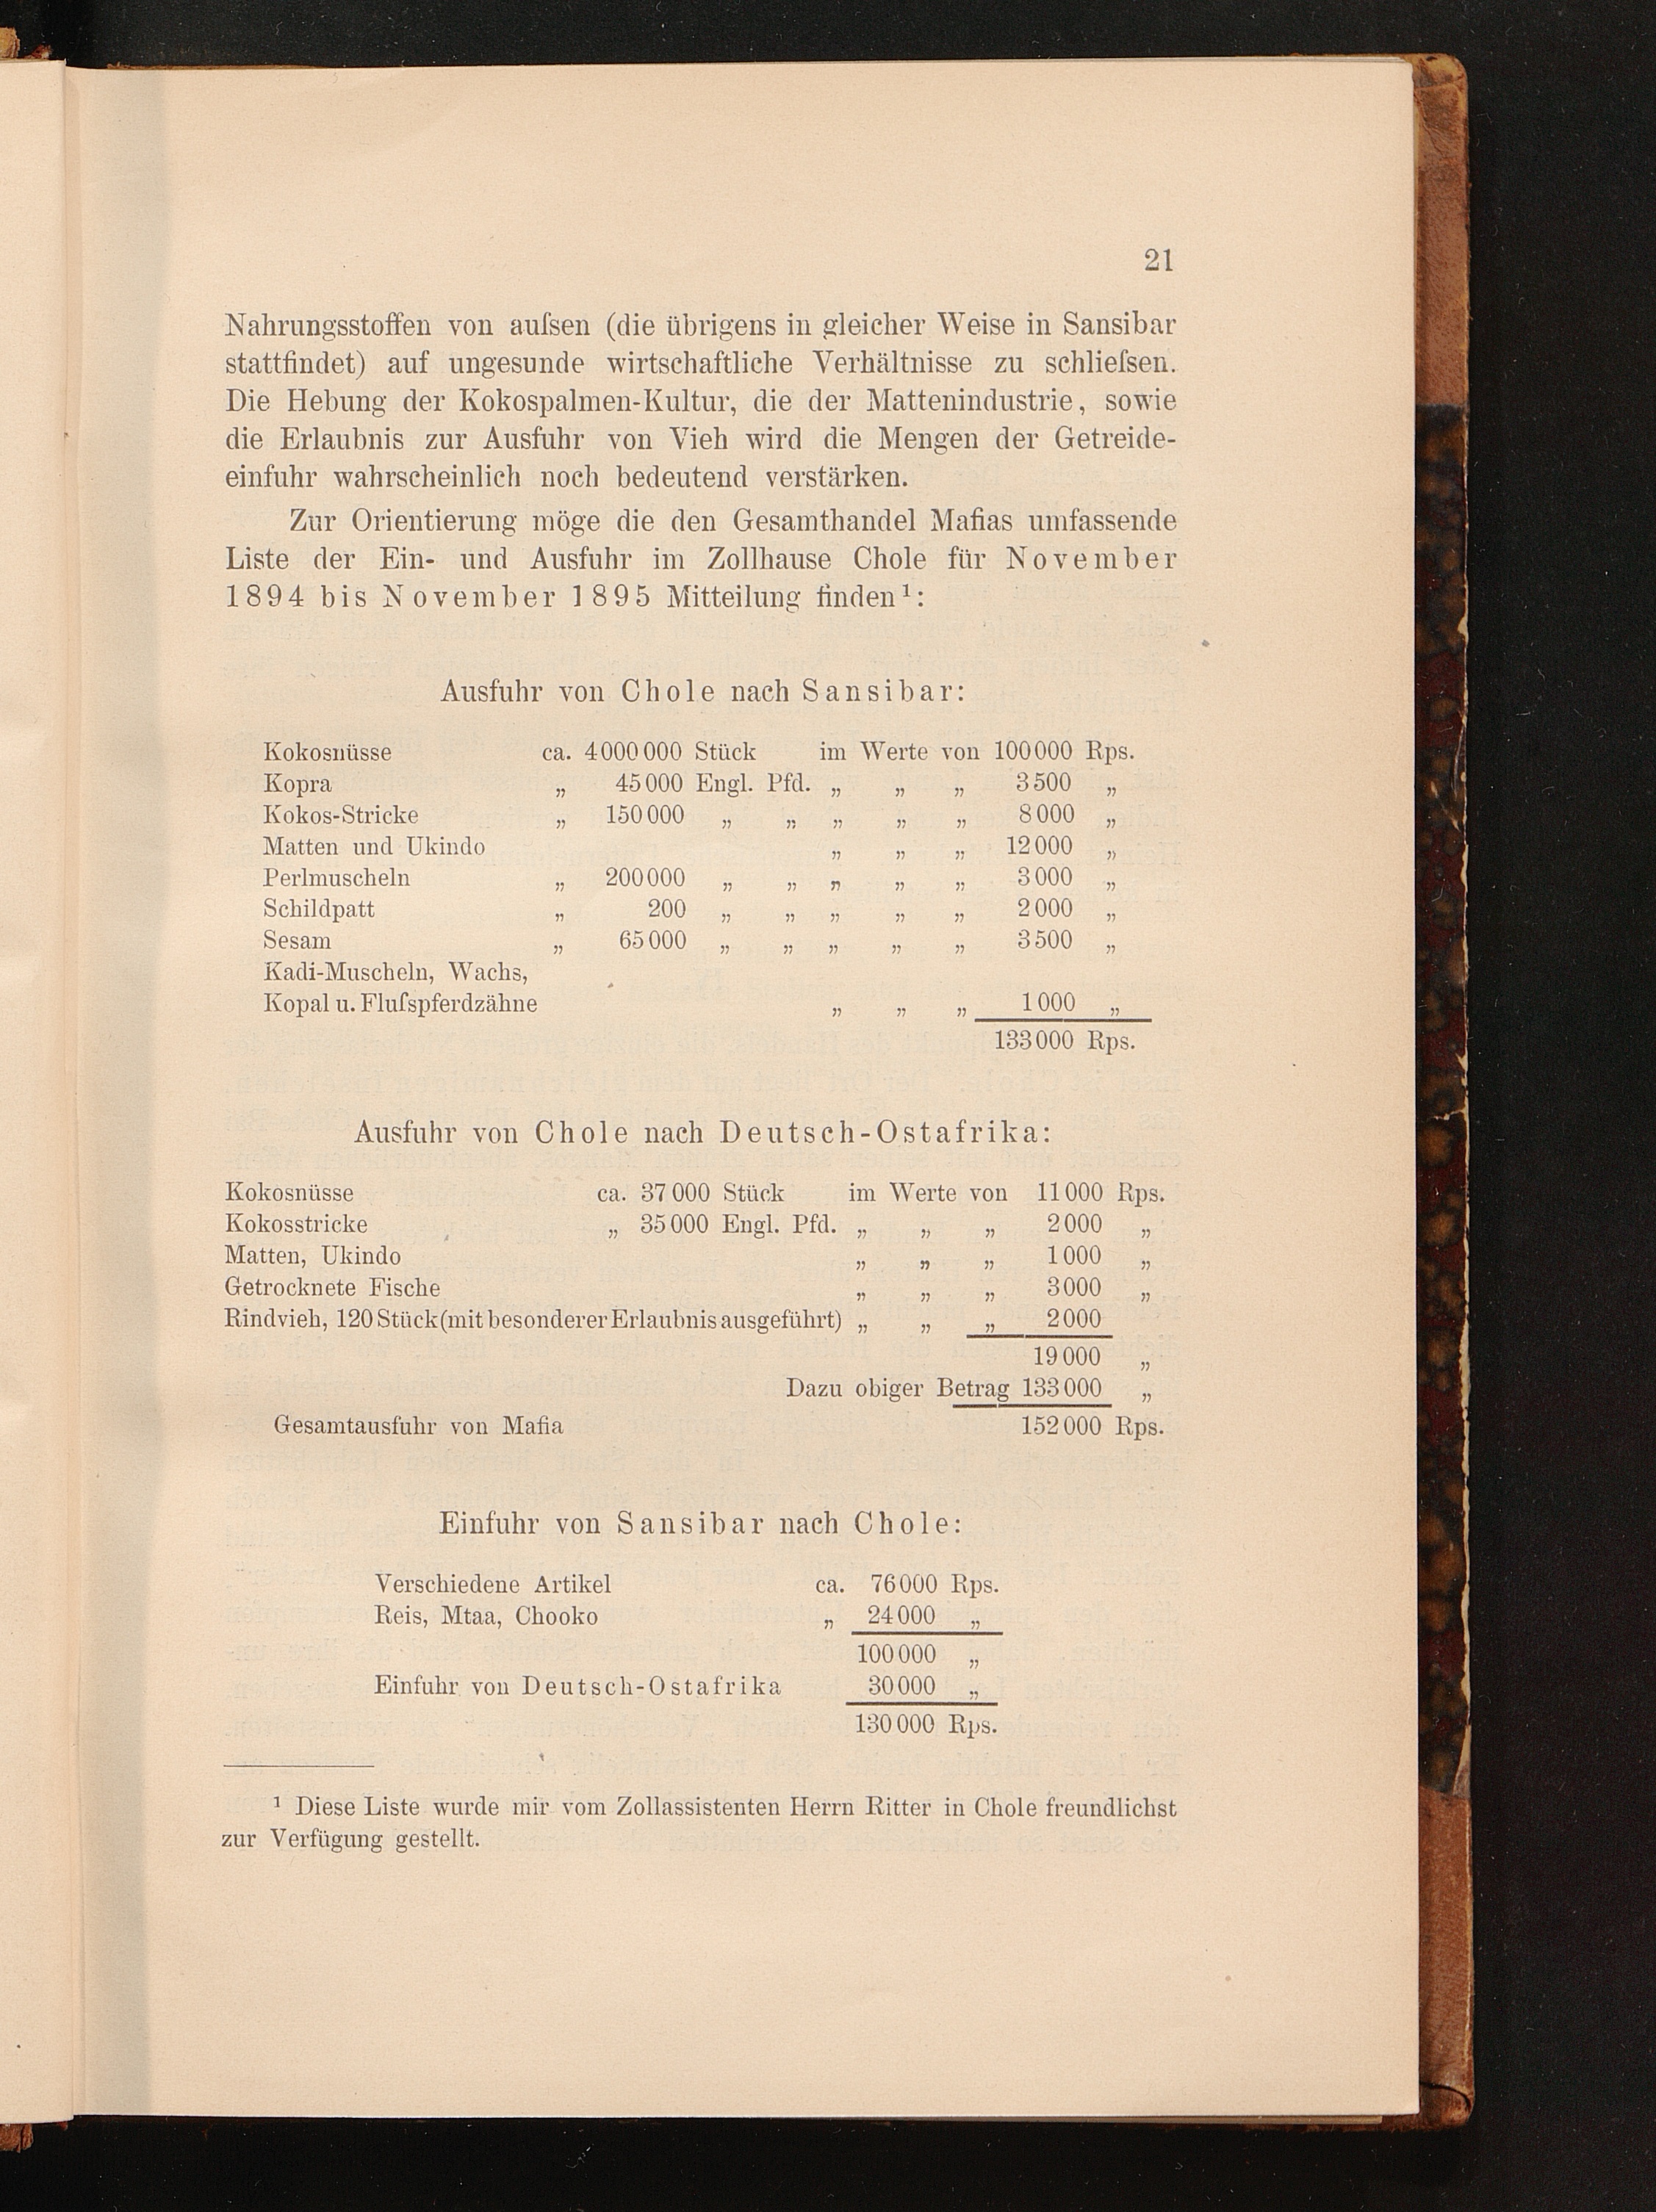 21
Nahrungsstoffen von auſsen (die übrigens in gleicher Weise in Sansibar
stattfindet) auf ungesunde wirtschaftliche Verhältnisse zu schlieſsen.
Die Hebung der Kokospalmen-Kultur, die der Mattenindustrie, sowie
die Erlaubnis zur Ausfuhr von Vieh wird die Mengen der Getreide-
einfuhr wahrscheinlich noch bedeutend verstärken.
Zur Orientierung möge die den Gesamthandel Mafias umfassende
Liste der Ein- und Ausfuhr im Zollhause Chole für November
1894 bis November 1895 Mitteilung finden¹:
Ausfuhr von Chole nach Sansibar:
Kokosnüsse ca. 4000000 Stück im Werte von 100000 Rps.
Kopra „ 45000 Engl. Pfd. „ „ „ 3500 „
Kokos-Stricke „ 150000 „ „ „ „ „ 8000 „
Matten und Ukindo „ „ „ 12000 „
Perlmuscheln „ 200000 „ „ „ „ „ 3000 „
Schildpatt „ 200 „ „ „ „ „ 2000 „
Sesam „ 65000 „ „ „ „ „ 3500 „
Kadi-Muscheln, Wachs,
Kopal u. Fluſspferdzähne „ „ „ 1000 „
133000 Rps.
Ausfuhr von Chole nach Deutsch-Ostafrika:
Kokosnüsse ca. 37000 Stück im Werte von 11000 Rps.
Kokosstricke „ 35000 Engl. Pfd. „ „ „ 2000 „
Matten, Ukindo „ „ „ 1000 „
Getrocknete Fische „ „ „ 3000 „
Rindvieh, 120 Stück (mit besonderer Erlaubnis ausgeführt) „ „ „ 2000
19000 „
Dazu obiger Betrag 133000 „
Gesamtausfuhr von Mafia 152000 Rps.
Einfuhr von Sansibar nach Chole:
Verschiedene Artikel ca. 76000 Rps.
Reis, Mtaa, Chooko „ 24000 „
100000 „
Einfuhr von Deutsch-Ostafrika 30000 „
130000 Rps.
¹ Diese Liste wurde mir vom Zollassistenten Herrn Ritter in Chole freundlichst
zur Verfügung gestellt.